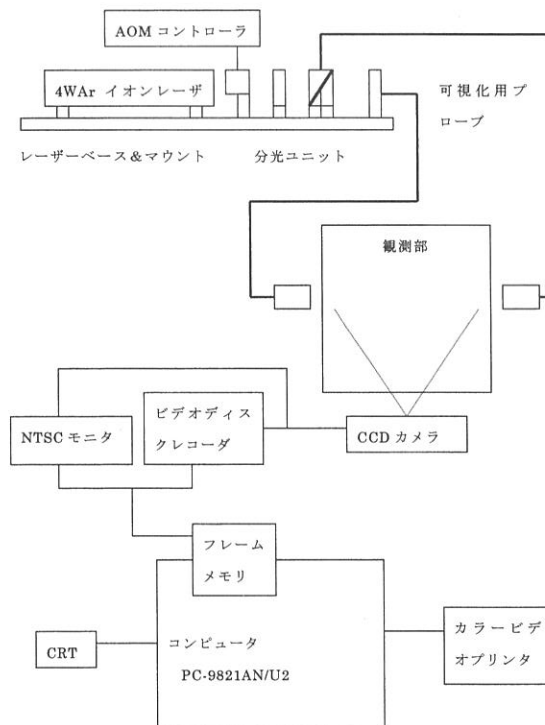 AOM コントローラ
4WAr イオンレーザ
可視化用プ
ローブ
レーザーベース＆マウント
分光ユニット
観測部
ビデオディス
クレコーダ
NTSC モニタ
CCD カメラ
フレーム
メモリ
カラービデ
オプリンタ
CRT
コンピュータ
PC-9821AN/U2